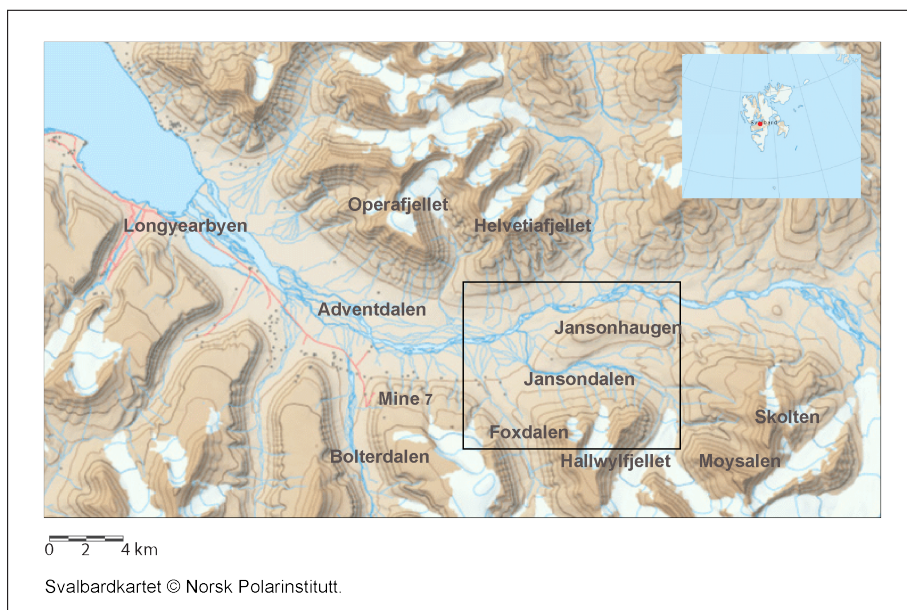 Longyearbyen
Operafjellet
Helvetiafjellet
Adventdalen
Jansonhaugen
Jansondalen
Mine 7
Foxdalen
Skolten
Bolterdalen
Hallwylfjellet
Moysalen
0 2 4 km
Svalbardkartet © Norsk Polarinstitutt.